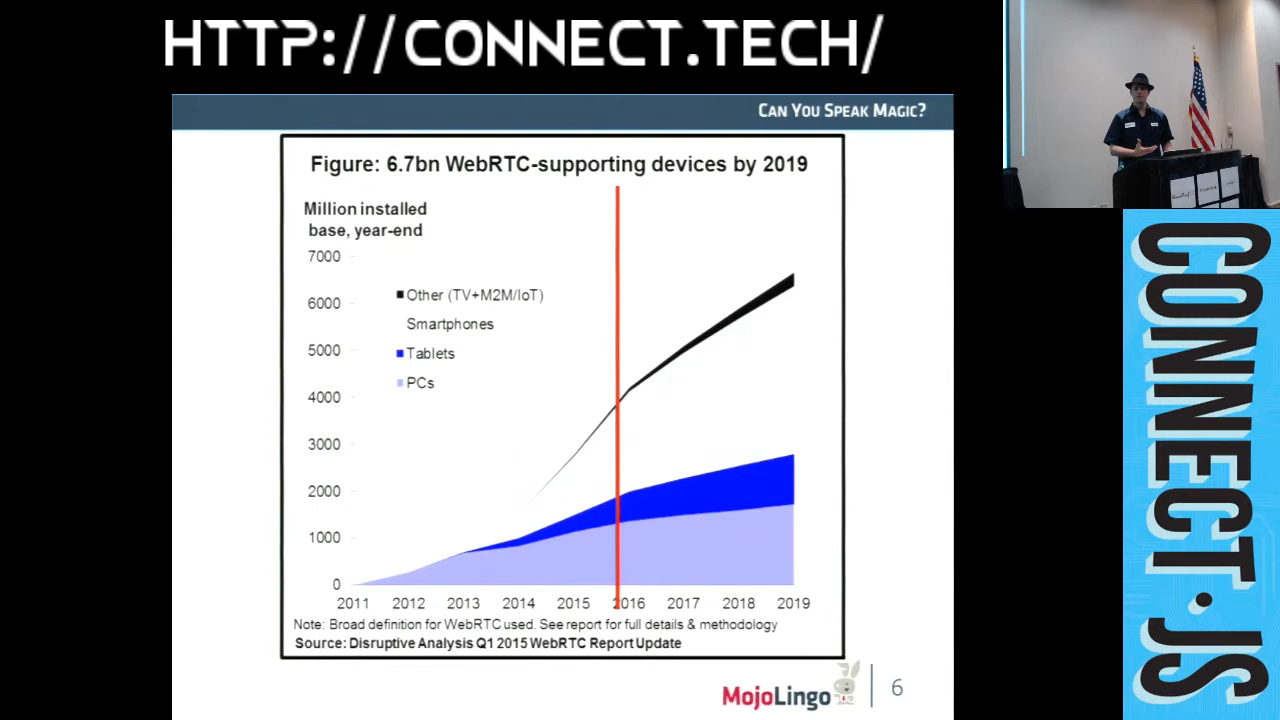 HTTP://CONNECT.TECH/
CAN YOU SPEAK MAGIC?
Figure: 6.7bn WebRTC-supporting devices by 2019
Million installed
base, year-end
7000
6000
5000
4000
3000
2000
1000
0
Other (TV+M2M/IoT)
Smartphones
Tablets
PCs
2011 2012 2013 2014 2015 2016 2017 2018 2019
Note: Broad definition for WebRTC used. See report for full details & methodology
Source: Disruptive Analysis Q1 2015 WebRTC Report Update
MojoLingo
6
CONNECT·JS